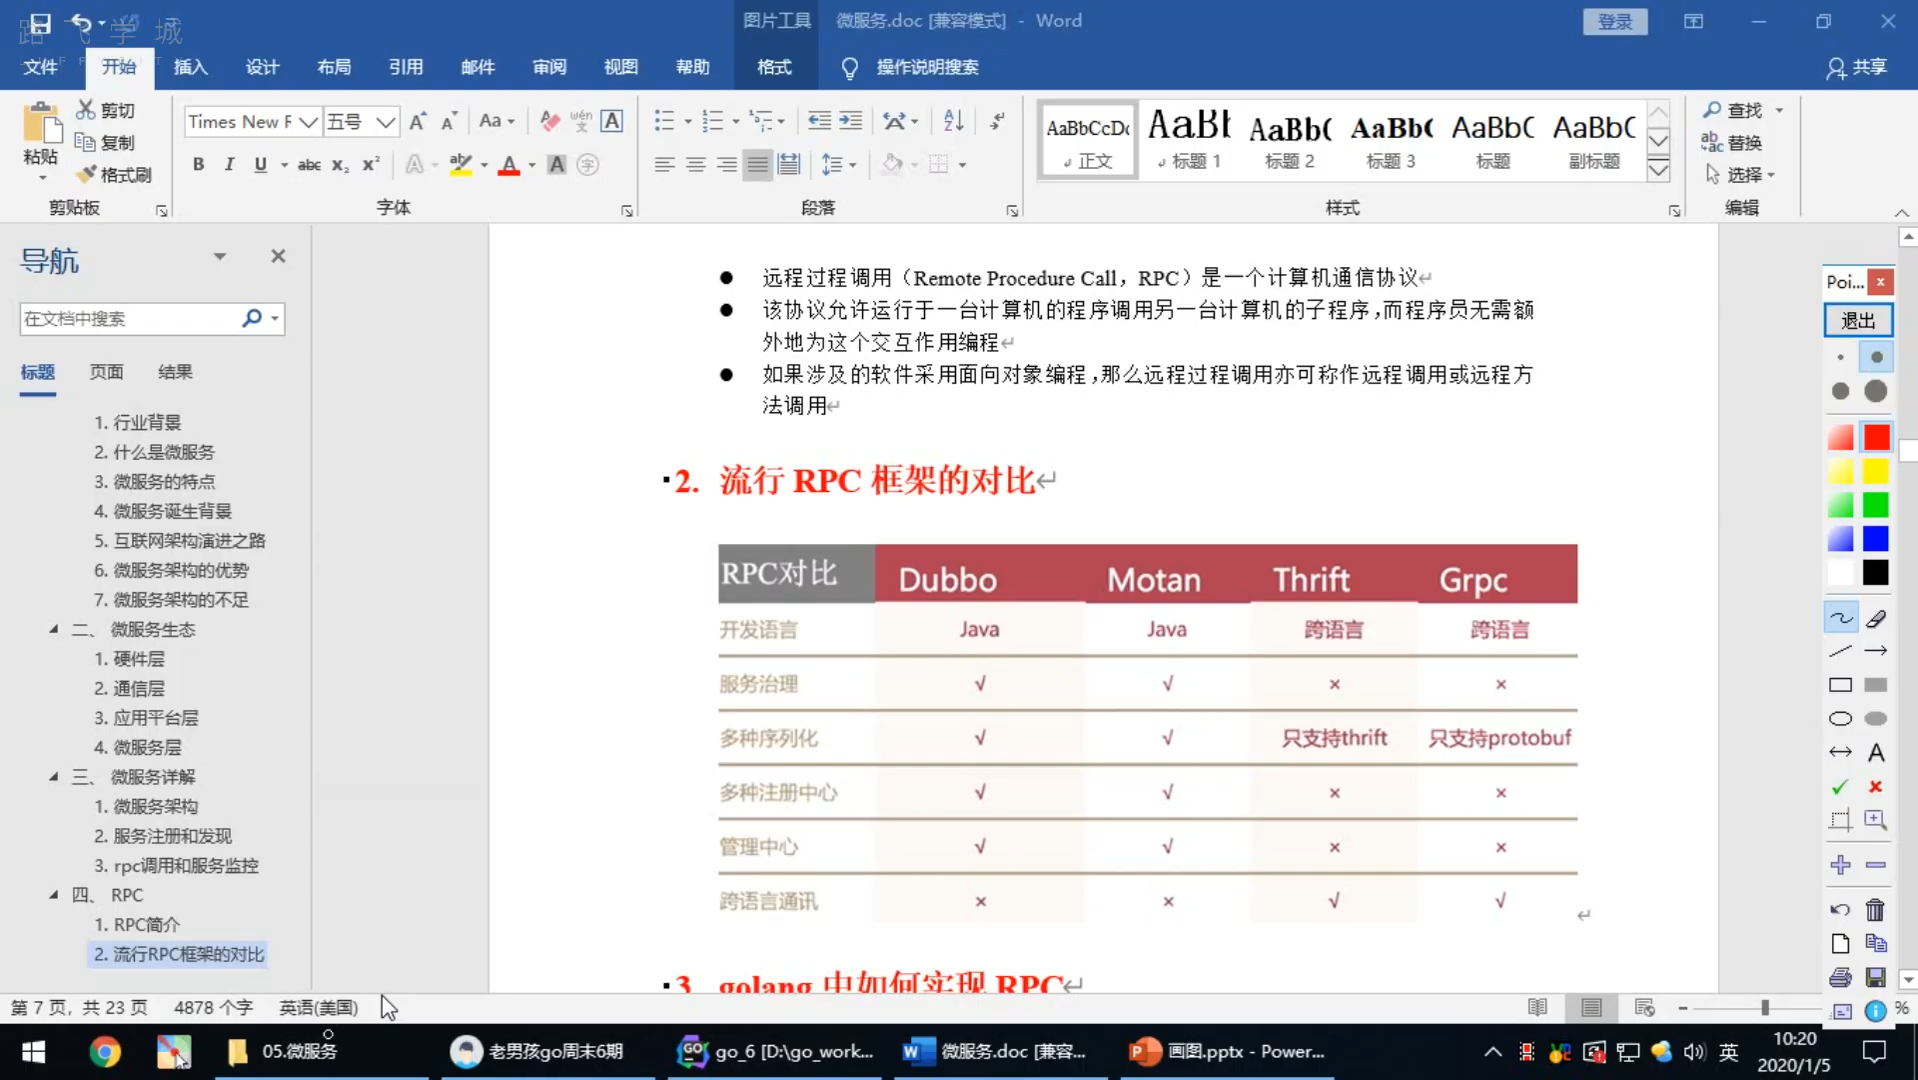 路飞学城
图片工具
微服务.doc [兼容模式] - Word
登录
文件
开始
插入
设计
布局
引用
邮件
审阅
视图
帮助
格式
操作说明搜索
共享
粘贴
剪切
复制
格式刷
剪贴板
Times New F
五号
字体
段落
AaBbCcDc
正文
AaBb
标题 1
AaBb(
标题 2
AaBb(
标题 3
AaBbC
标题
AaBbC
副标题
样式
查找
替换
选择
编辑
导航
在文档中搜索
标题
页面
结果
1. 行业背景
2. 什么是微服务
3. 微服务的特点
4. 微服务诞生背景
5. 互联网架构演进之路
6. 微服务架构的优势
7. 微服务架构的不足
二、 微服务生态
1. 硬件层
2. 通信层
3. 应用平台层
4. 微服务层
三、 微服务详解
1. 微服务架构
2. 服务注册和发现
3. rpc调用和服务监控
四、 RPC
1. RPC简介
2. 流行RPC框架的对比
● 远程过程调用（Remote Procedure Call，RPC）是一个计算机通信协议
● 该协议允许运行于一台计算机的程序调用另一台计算机的子程序,而程序员无需额
外地为这个交互作用编程
● 如果涉及的软件采用面向对象编程,那么远程过程调用亦可称作远程调用或远程方
法调用
2. 流行 RPC 框架的对比
RPC对比 Dubbo Motan Thrift Grpc
开发语言 Java Java 跨语言 跨语言
服务治理 √ √ × ×
多种序列化 √ √ 只支持thrift 只支持protobuf
多种注册中心 √ √ × ×
管理中心 √ √ × ×
跨语言通讯 × × √ √
3. golang 中如何实现 RPC
Poi...
退出
第 7 页，共 23 页
4878 个字
英语(美国)
%
05.微服务
老男孩go周末6期
go_6 [D:\go_work...
微服务.doc [兼容...
画图.pptx - Power...
英
10:20
2020/1/5